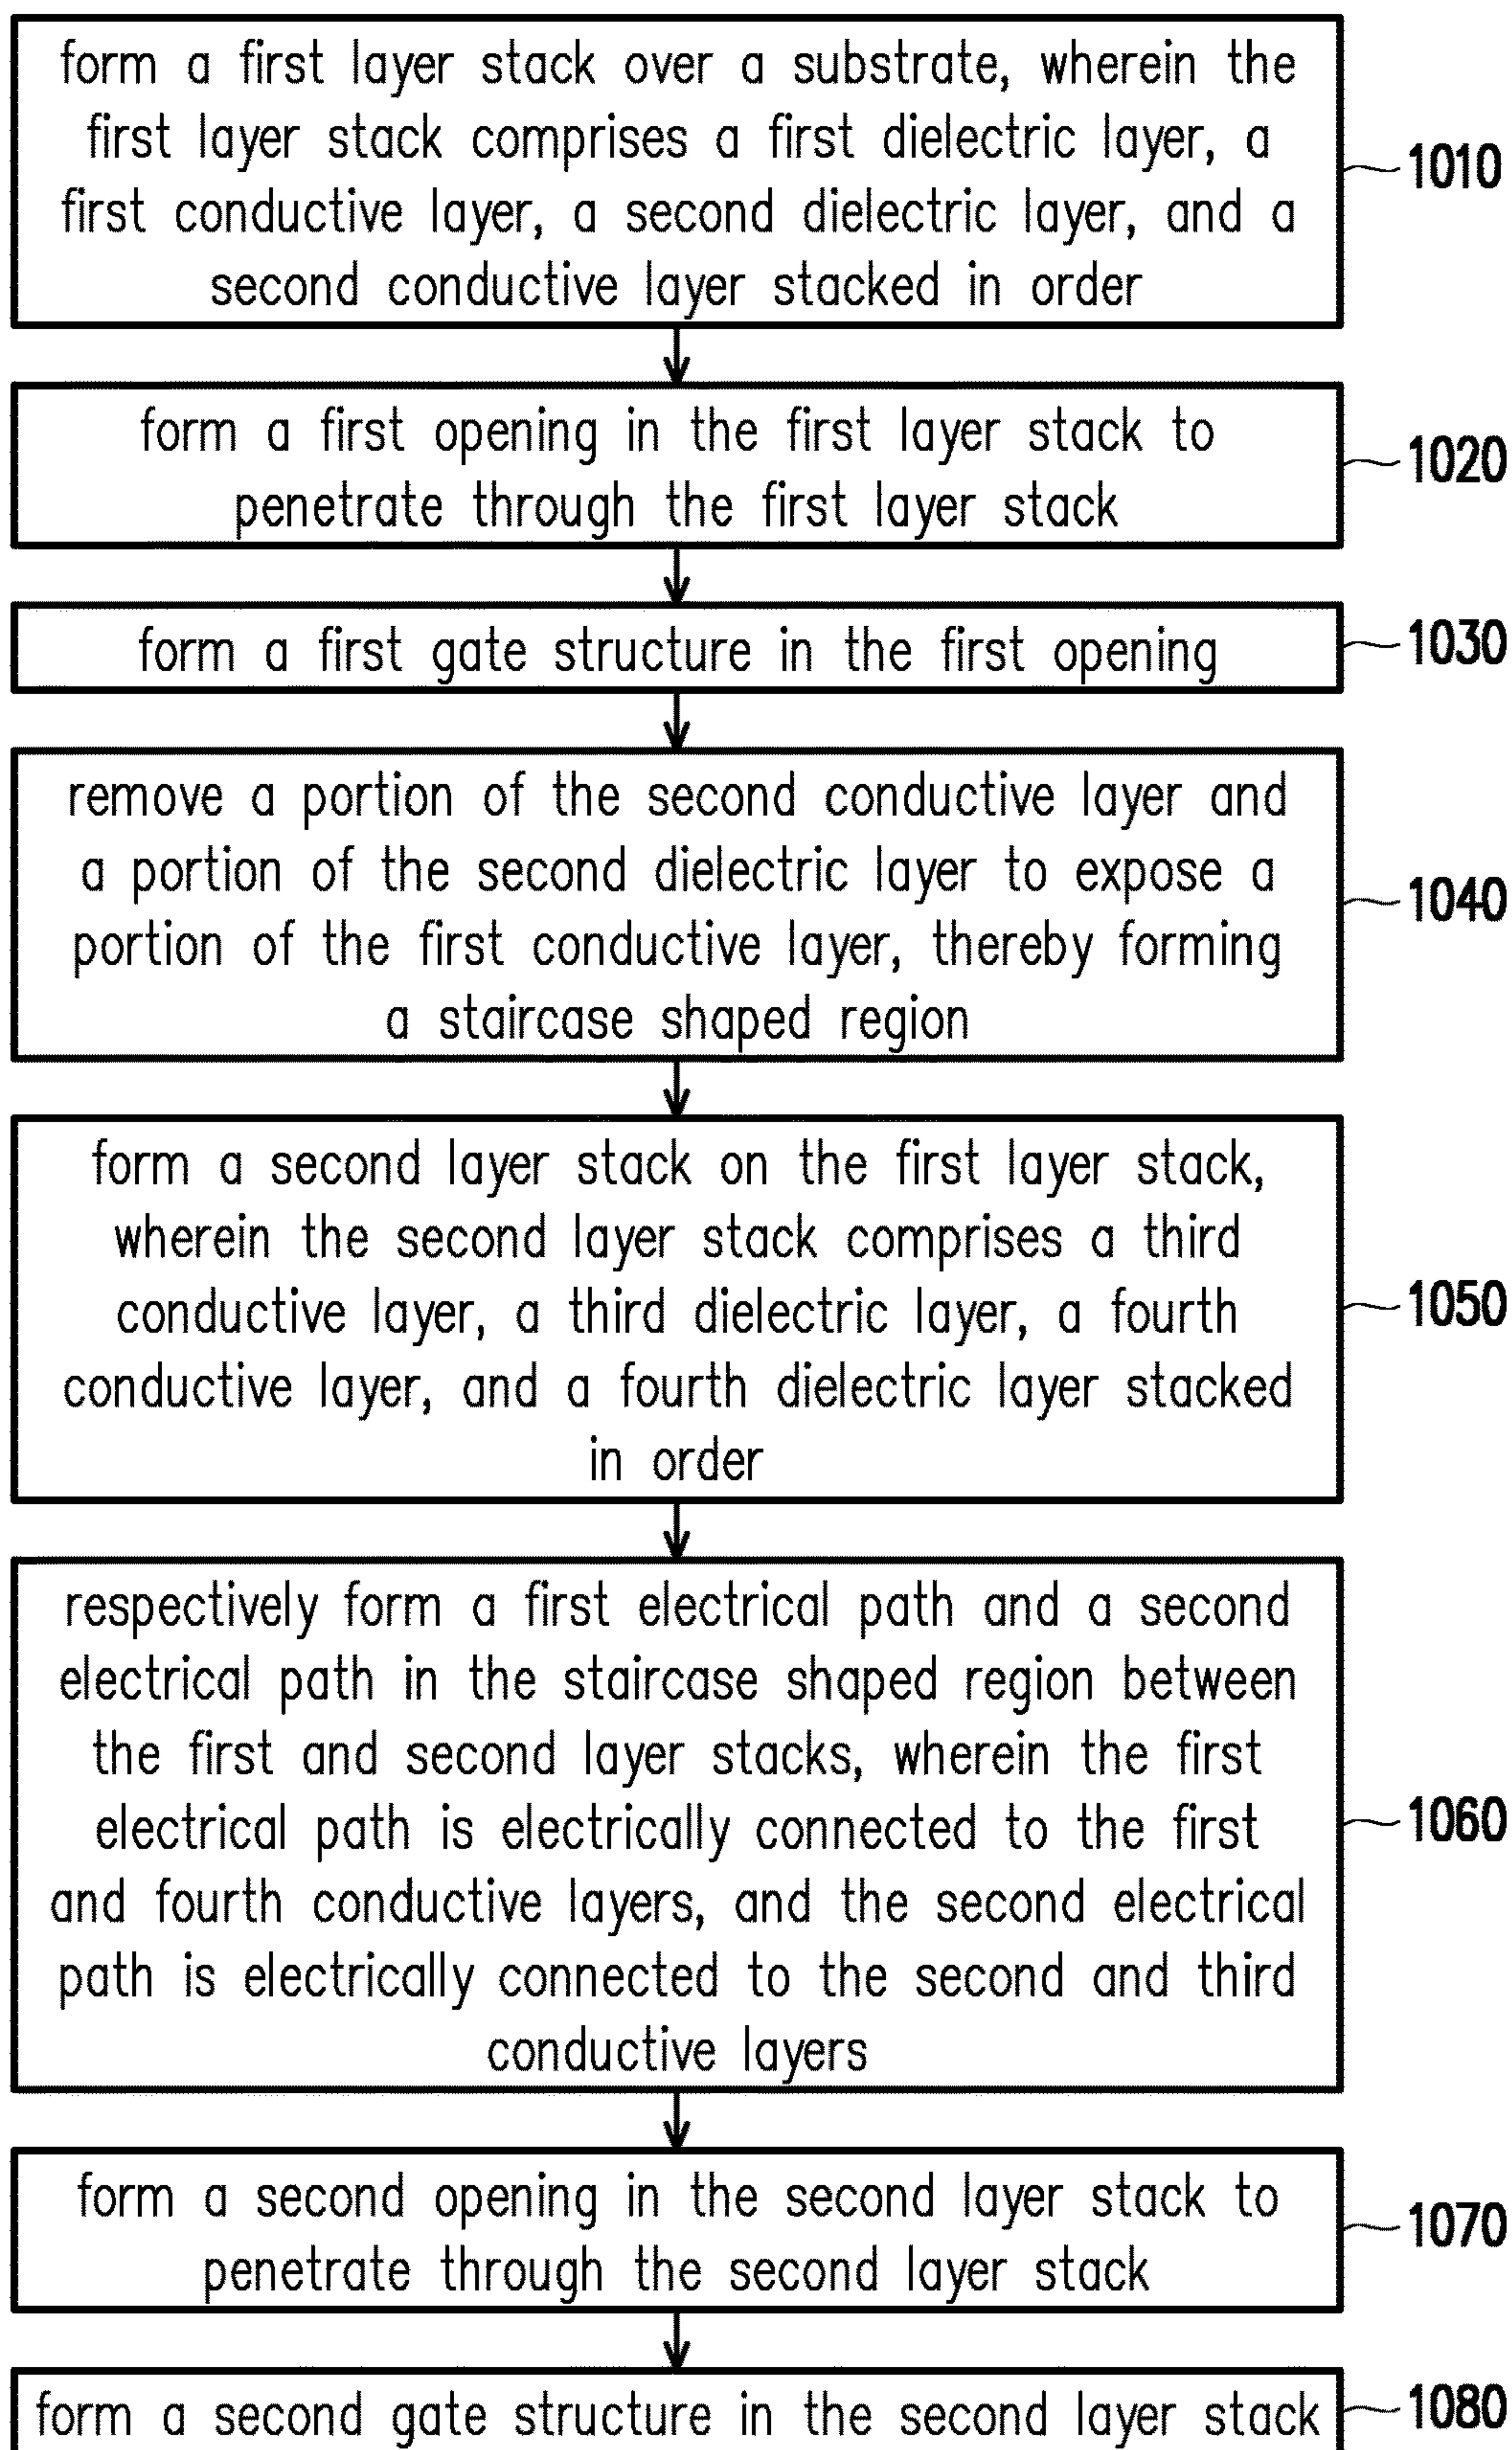 form a first layer stack over a substrate, wherein the
first layer stack comprises a first dielectric layer, a
first conductive layer, a second dielectric layer, and a
second conductive layer stacked in order
1010
form a first opening in the first layer stack to
penetrate through the first layer stack
1020
form a first gate structure in the first opening
1030
remove a portion of the second conductive layer and
a portion of the second dielectric layer to expose a
portion of the first conductive layer, thereby forming
a staircase shaped region
1040
form a second layer stack on the first layer stack,
wherein the second layer stack comprises a third
conductive layer, a third dielectric layer, a fourth
conductive layer, and a fourth dielectric layer stacked
in order
1050
respectively form a first electrical path and a second
electrical path in the staircase shaped region between
the first and second layer stacks, wherein the first
electrical path is electrically connected to the first
and fourth conductive layers, and the second electrical
path is electrically connected to the second and third
conductive layers
1060
form a second opening in the second layer stack to
penetrate through the second layer stack
1070
form a second gate structure in the second layer stack
1080